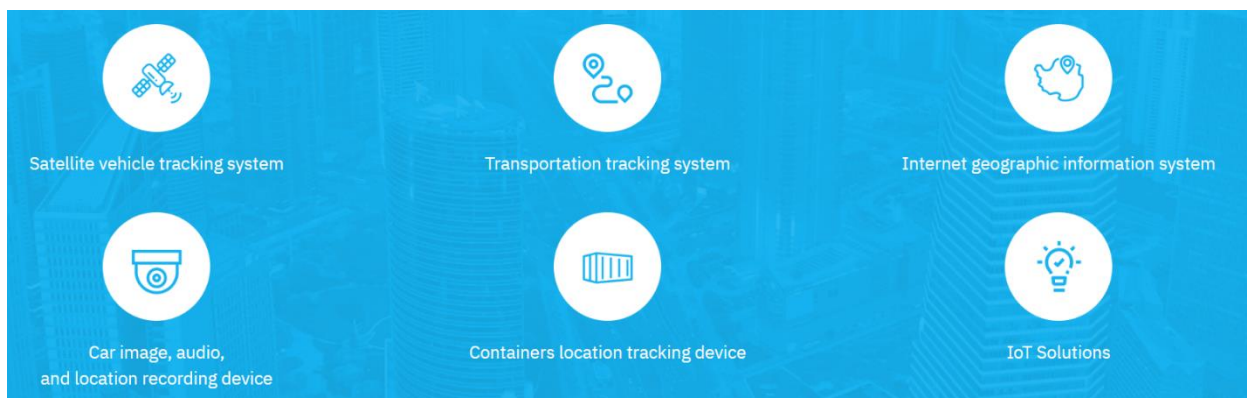 Satellite vehicle tracking system
Transportation tracking system
Internet geographic information system
Car image, audio,
and location recording device
Containers location tracking device
IoT Solutions